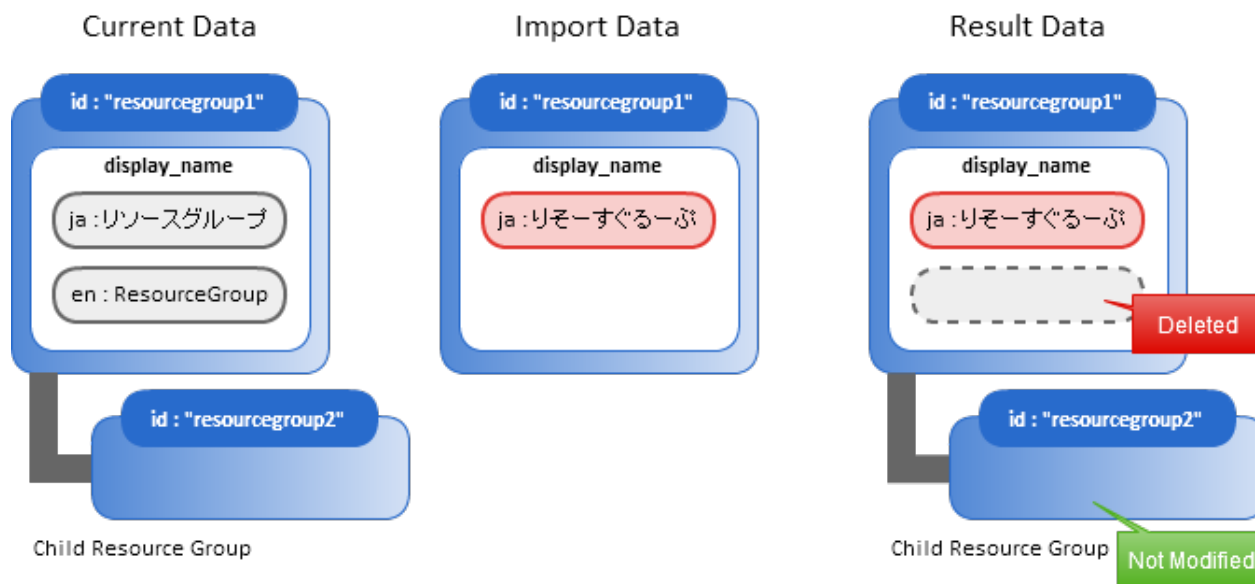 Current Data
Import Data
Result Data
id : "resourcegroup1"
display_name
ja : リソースグループ
en : ResourceGroup
id : "resourcegroup2"
Child Resource Group
id : "resourcegroup1"
display_name
ja : りそーすぐるーぷ
id : "resourcegroup1"
display_name
ja : りそーすぐるーぷ
Deleted
id : "resourcegroup2"
Child Resource Group
Not Modified